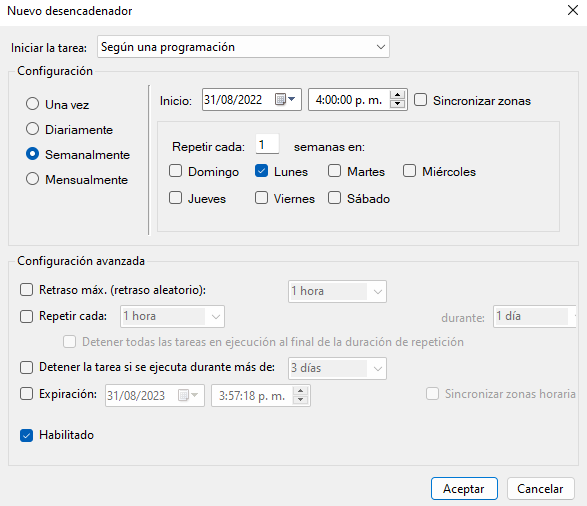 Nuevo desencadenador
Iniciar la tarea: Según una programación
Configuración
Una vez
Diariamente
Semanalmente
Mensualmente
Inicio: 31/08/2022 4:00:00 p. m. Sincronizar zonas
Repetir cada: 1 semanas en:
Domingo Lunes Martes Miércoles
Jueves Viernes Sábado
Configuración avanzada
Retraso máx. (retraso aleatorio): 1 hora
Repetir cada: 1 hora durante: 1 día
Detener todas las tareas en ejecución al final de la duración de repetición
Detener la tarea si se ejecuta durante más de: 3 días
Expiración: 31/08/2023 3:57:18 p. m. Sincronizar zonas horaria
Habilitado
Aceptar Cancelar